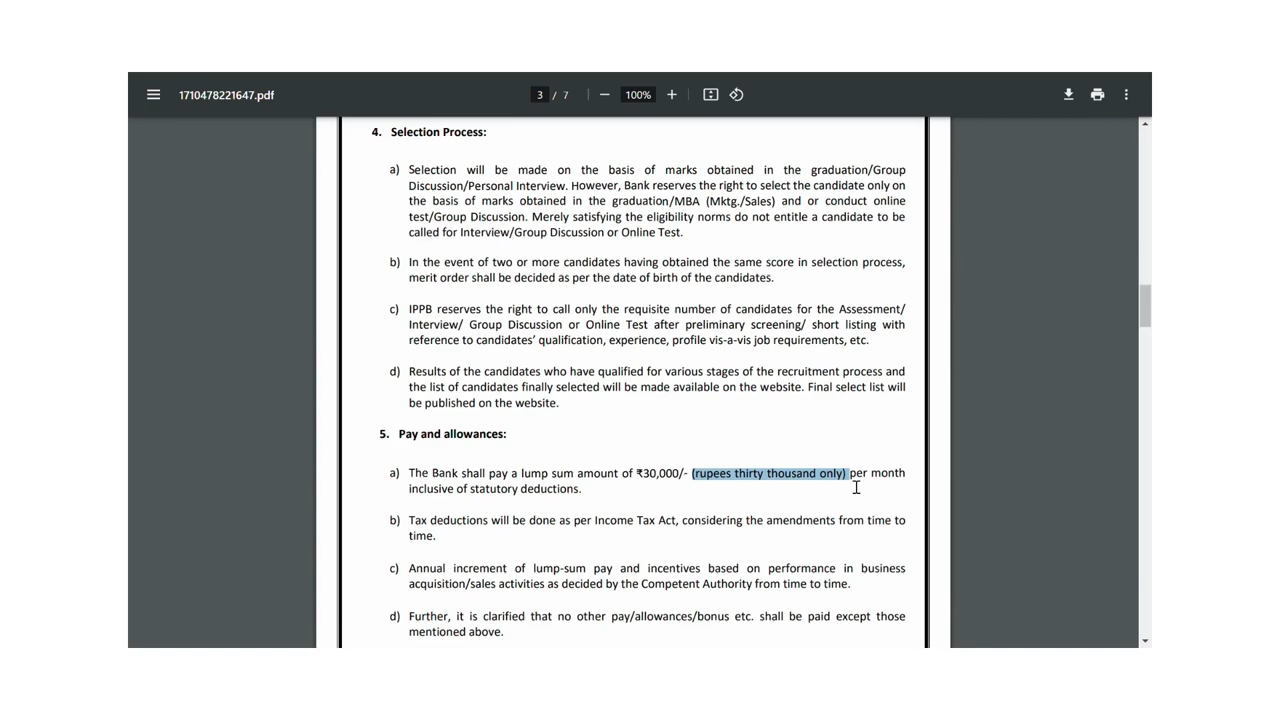 1710478221647.pdf
3 / 7
100%
4. Selection Process:
a) Selection will be made on the basis of marks obtained in the graduation/Group
Discussion/Personal Interview. However, Bank reserves the right to select the candidate only on
the basis of marks obtained in the graduation/MBA (Mktg./Sales) and or conduct online
test/Group Discussion. Merely satisfying the eligibility norms do not entitle a candidate to be
called for Interview/Group Discussion or Online Test.
b) In the event of two or more candidates having obtained the same score in selection process,
merit order shall be decided as per the date of birth of the candidates.
c) IPPB reserves the right to call only the requisite number of candidates for the Assessment/
Interview/ Group Discussion or Online Test after preliminary screening/ short listing with
reference to candidates' qualification, experience, profile vis-a-vis job requirements, etc.
d) Results of the candidates who have qualified for various stages of the recruitment process and
the list of candidates finally selected will be made available on the website. Final select list will
be published on the website.
5. Pay and allowances:
a) The Bank shall pay a lump sum amount of ₹30,000/- (rupees thirty thousand only) per month
inclusive of statutory deductions.
b) Tax deductions will be done as per Income Tax Act, considering the amendments from time to
time.
c) Annual increment of lump-sum pay and incentives based on performance in business
acquisition/sales activities as decided by the Competent Authority from time to time.
d) Further, it is clarified that no other pay/allowances/bonus etc. shall be paid except those
mentioned above.